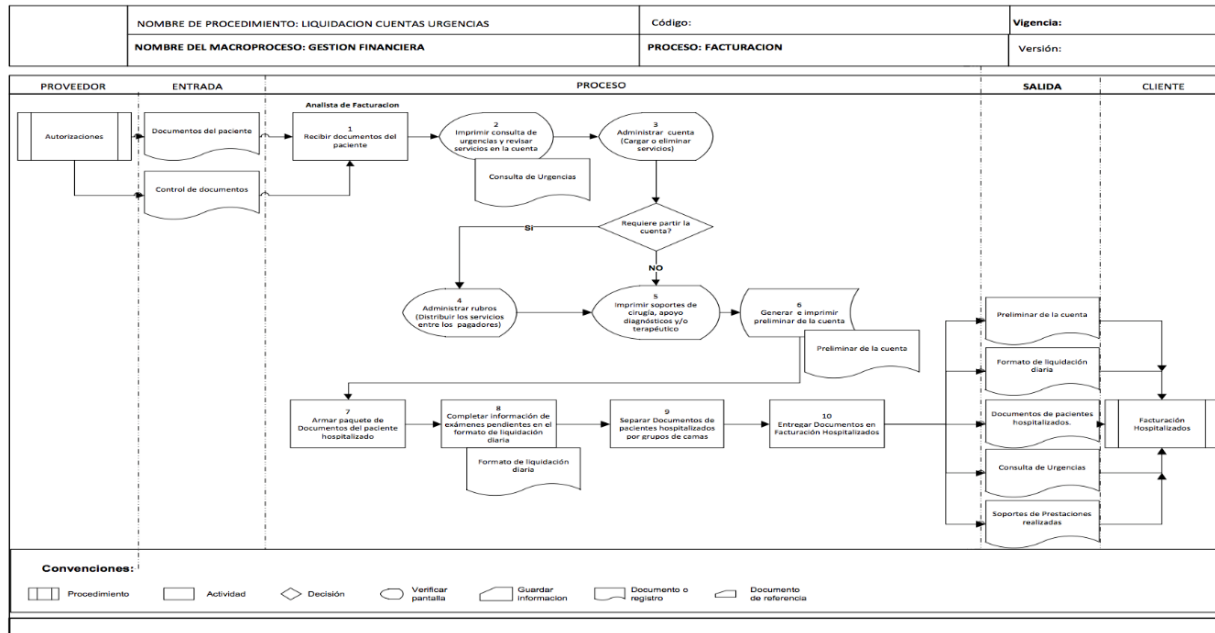 NOMBRE DE PROCEDIMIENTO: LIQUIDACION CUENTAS URGENCIAS
Código:
Vigencia:
NOMBRE DEL MACROPROCESO: GESTION FINANCIERA
PROCESO: FACTURACION
Versión:
PROVEEDOR
ENTRADA
PROCESO
SALIDA
CLIENTE
Analista de Facturacion
Autorizaciones
Documentos del paciente
Control de documentos
1
Recibir documentos del
paciente
2
Imprimir consulta de
urgencias y revisar
servicios en la cuenta
Consulta de Urgencias
3
Administrar cuenta
(Cargar o eliminar
servicios)
Requiere partir la
cuenta?
Si
NO
4
Administrar rubros
(Distribuir los servicios
entre los pagadores)
5
Imprimir soportes de
cirugía, apoyo
diagnósticos y/o
terapéutico
6
Generar e imprimir
preliminar de la cuenta
Preliminar de la cuenta
7
Armar paquete de
Documentos del paciente
hospitalizado
8
Completar información de
exámenes pendientes en el
formato de liquidación
diaria
Formato de liquidación
diaria
9
Separar Documentos de
pacientes hospitalizados
por grupos de camas
10
Entregar Documentos en
Facturación Hospitalizados
Preliminar de la cuenta
Formato de liquidación
diaria
Documentos de pacientes
hospitalizados.
Consulta de Urgencias
Soportes de Prestaciones
realizadas
Facturación
Hospitalizados
Convenciones:
Procedimiento
Actividad
Decisión
Verificar
pantalla
Guardar
informacion
Documento o
registro
Documento
de referencia